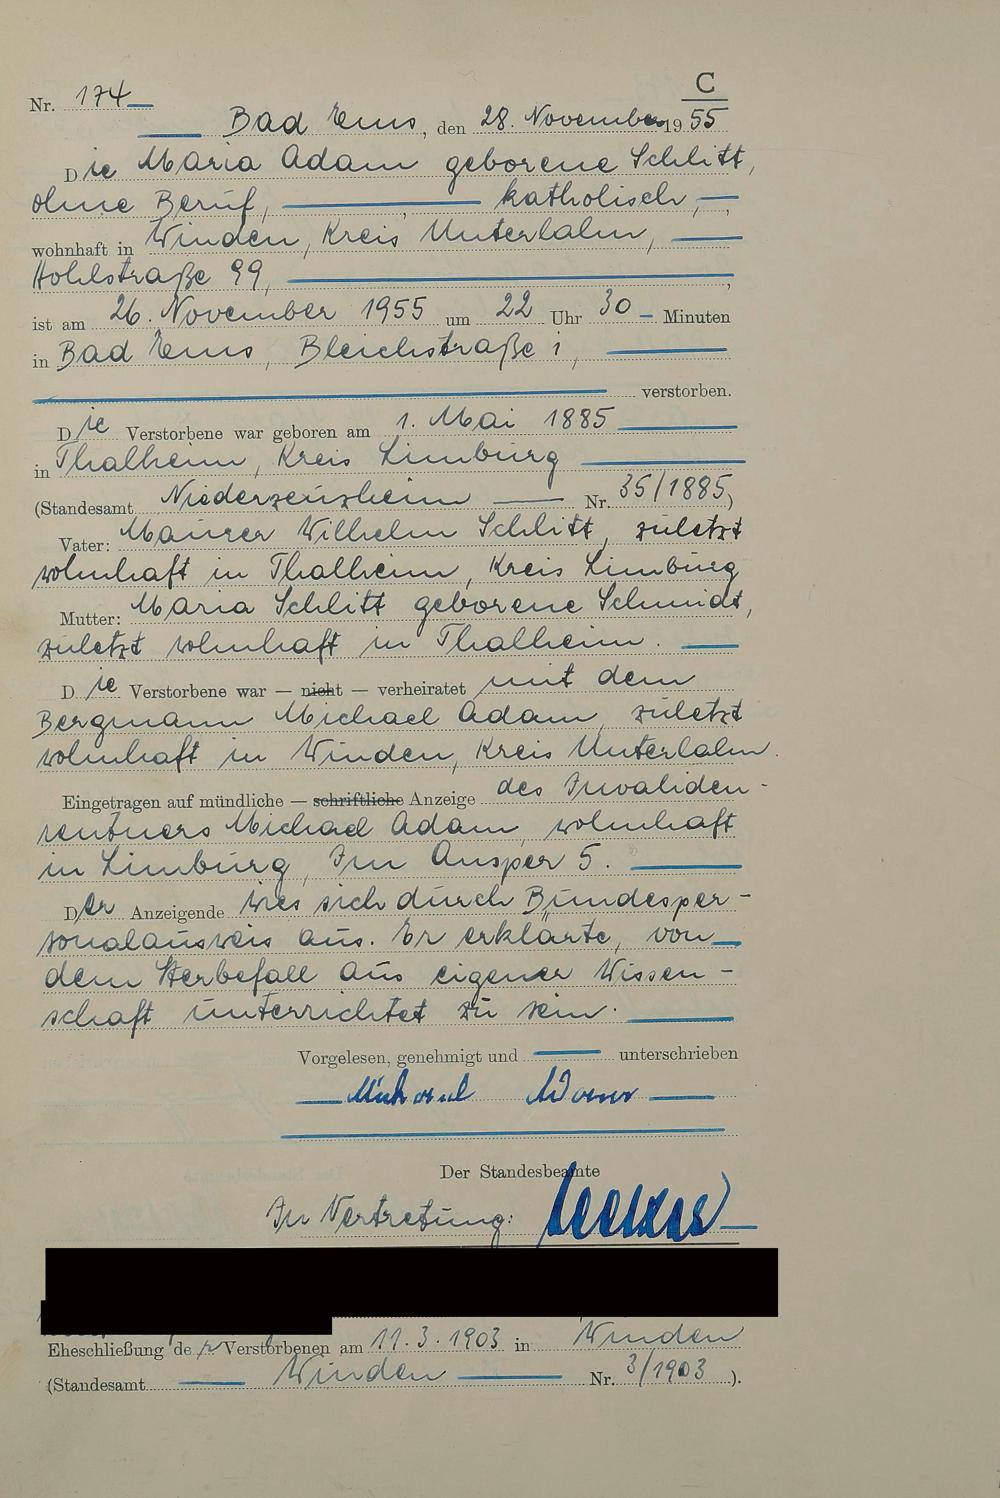 C
Nr. 174
Bad Ems, den 28. November 1955
Die Maria Adam geborene Schlitt,
ohne Beruf, katholisch,
wohnhaft in Winden, Kreis Unterlahn,
Hohlstraße 99,
ist am 26. November 1955 um 22 Uhr 30 Minuten
in Bad Ems, Bleichstraße 1,
verstorben.
Die Verstorbene war geboren am 1. Mai 1885
in Thalheim, Kreis Limburg
(Standesamt Niederzeuzheim Nr. 35/1885)
Vater: Maurer Wilhelm Schlitt, zuletzt
wohnhaft in Thalheim, Kreis Limburg
Mutter: Maria Schlitt geborene Schmidt,
zuletzt wohnhaft in Thalheim.
Die Verstorbene war — nicht — verheiratet mit dem
Bergmann Michael Adam, zuletzt
wohnhaft in Winden, Kreis Unterlahn.
Eingetragen auf mündliche — schriftliche Anzeige des Invaliden-
rentners Michael Adam, wohnhaft
in Limburg, Im Ansper 5.
Der Anzeigende wies sich durch Bundesper-
sonalausweis aus. Er erklärte, von
dem Sterbefall aus eigener Wissen-
schaft unterrichtet zu sein.
Vorgelesen, genehmigt und unterschrieben
Michael Adam
Der Standesbeamte
In Vertretung:
Eheschließung der Verstorbenen am 11.3.1903 in Winden
(Standesamt Winden Nr. 3/1903).